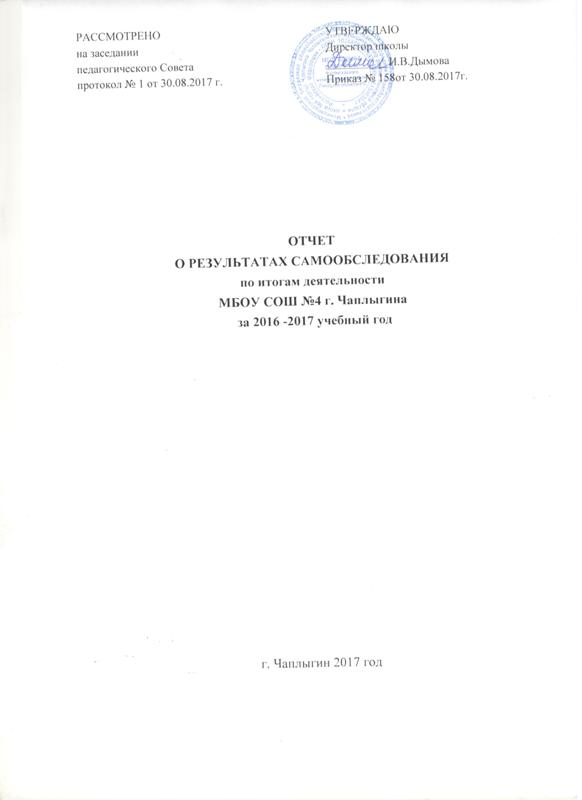 РАССМОТРЕНО
на заседании
педагогического Совета
протокол № 1 от 30.08.2017 г.
УТВЕРЖДАЮ
Директор школы
И.В.Дымова
Приказ № 158от 30.08.2017г.
ОТЧЕТ
О РЕЗУЛЬТАТАХ САМООБСЛЕДОВАНИЯ
по итогам деятельности
МБОУ СОШ №4 г. Чаплыгина
за 2016 -2017 учебный год
г. Чаплыгин 2017 год